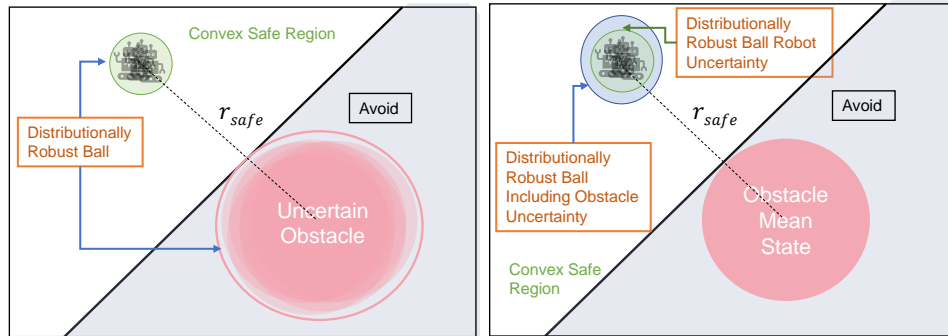 Convex Safe Region
Avoid
r_safe
Distributionally
Robust Ball
Uncertain
Obstacle
Distributionally
Robust Ball Robot
Uncertainty
Avoid
r_safe
Distributionally
Robust Ball
Including Obstacle
Uncertainty
Obstacle
Mean
State
Convex Safe
Region